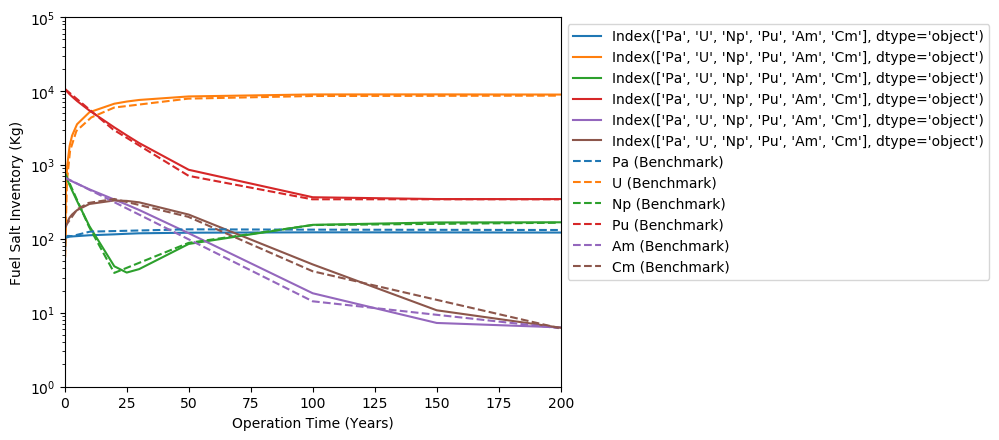 10^5
10^4
10^3
10^2
10^1
10^0
Fuel Salt Inventory (Kg)
0 25 50 75 100 125 150 175 200
Operation Time (Years)
Index(['Pa', 'U', 'Np', 'Pu', 'Am', 'Cm'], dtype='object')
Index(['Pa', 'U', 'Np', 'Pu', 'Am', 'Cm'], dtype='object')
Index(['Pa', 'U', 'Np', 'Pu', 'Am', 'Cm'], dtype='object')
Index(['Pa', 'U', 'Np', 'Pu', 'Am', 'Cm'], dtype='object')
Index(['Pa', 'U', 'Np', 'Pu', 'Am', 'Cm'], dtype='object')
Index(['Pa', 'U', 'Np', 'Pu', 'Am', 'Cm'], dtype='object')
Pa (Benchmark)
U (Benchmark)
Np (Benchmark)
Pu (Benchmark)
Am (Benchmark)
Cm (Benchmark)